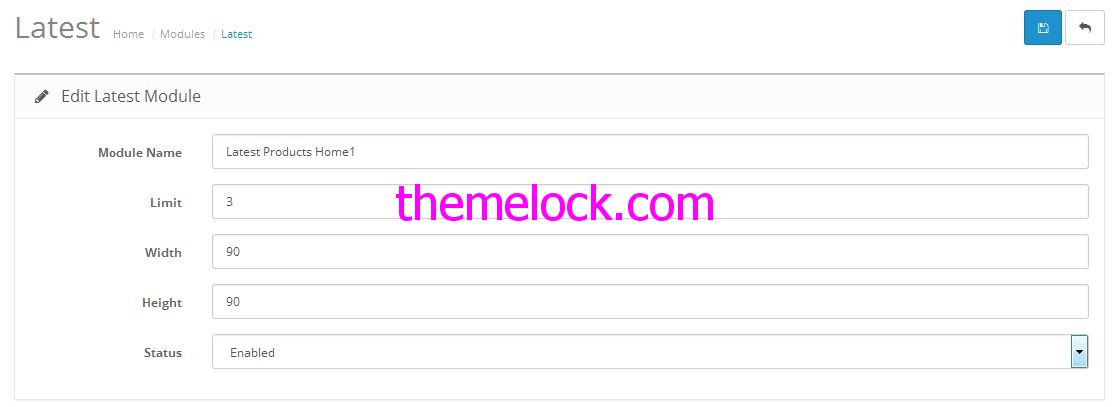 Latest Home / Modules / Latest
Edit Latest Module
Module Name Latest Products Home1
Limit 3
themelock.com
Width 90
Height 90
Status Enabled